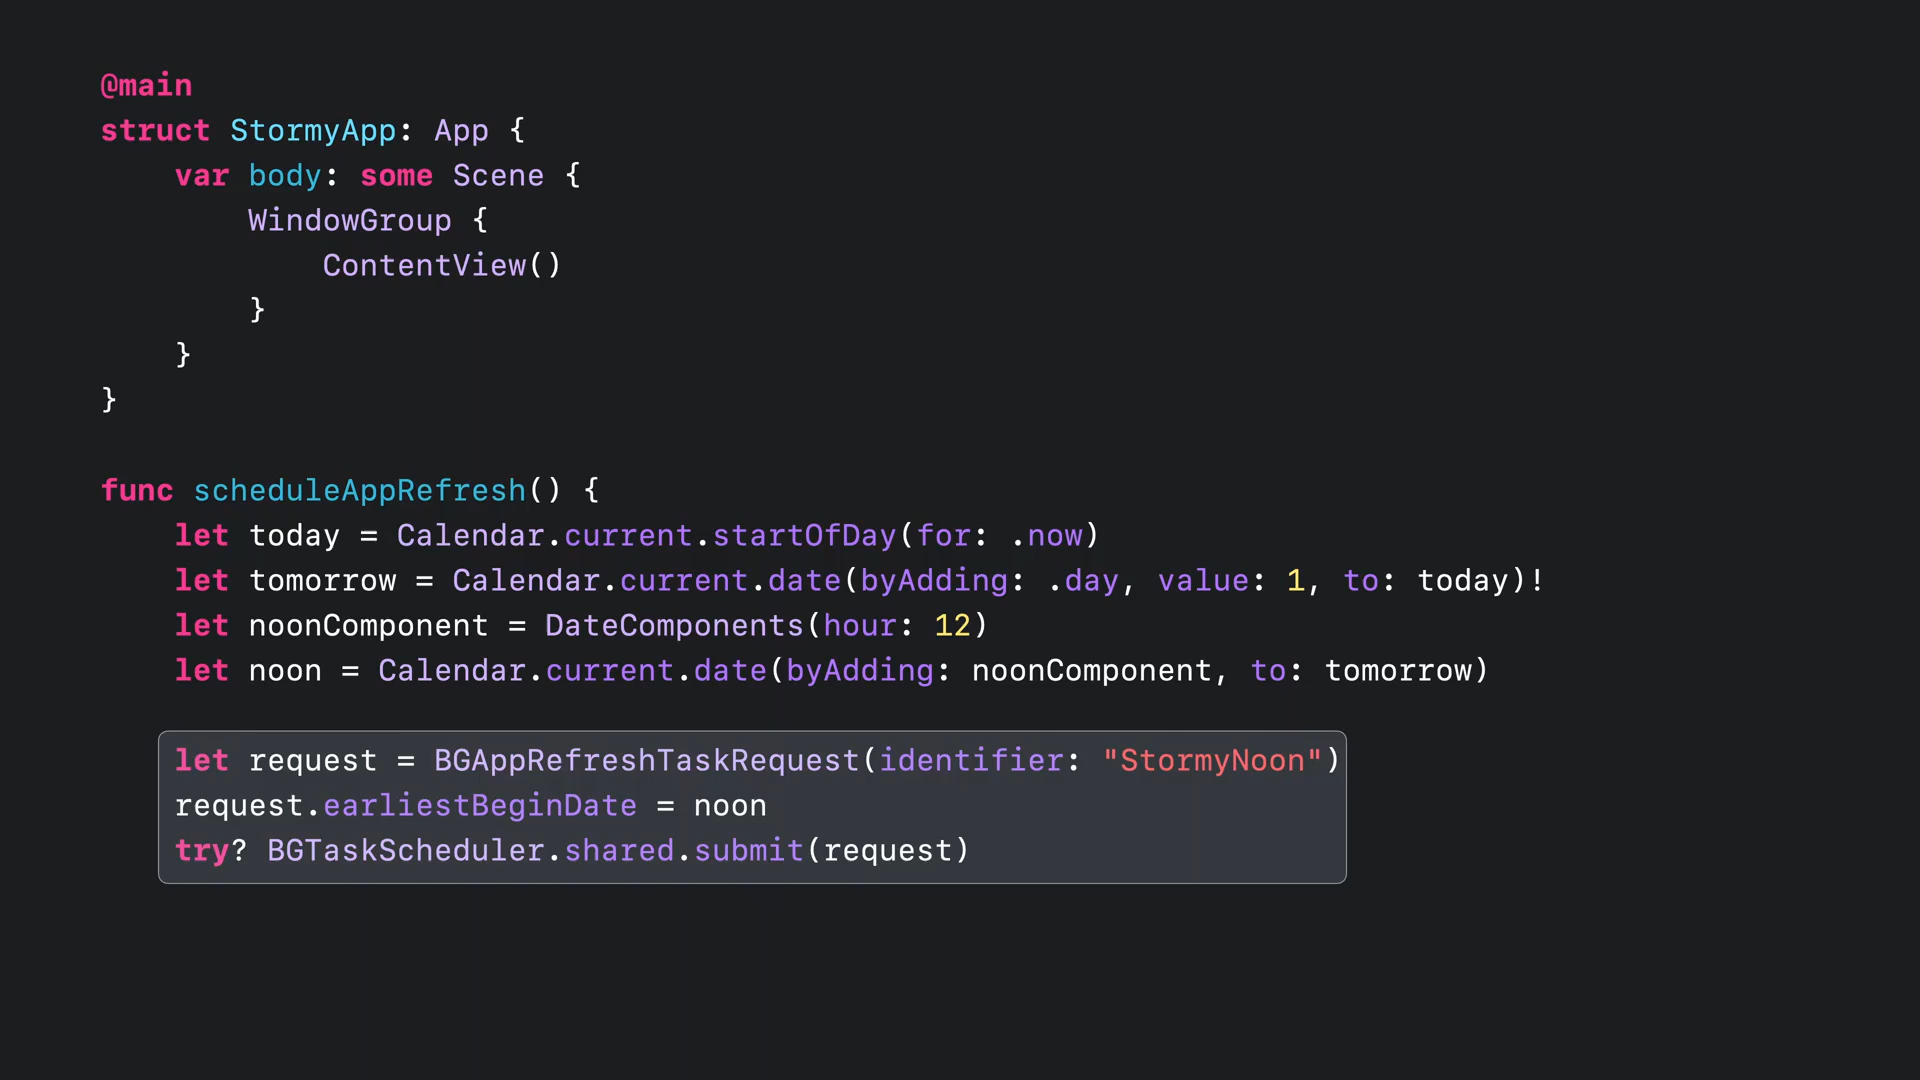 @main
struct StormyApp: App {
    var body: some Scene {
        WindowGroup {
            ContentView()
        }
    }
}

func scheduleAppRefresh() {
    let today = Calendar.current.startOfDay(for: .now)
    let tomorrow = Calendar.current.date(byAdding: .day, value: 1, to: today)!
    let noonComponent = DateComponents(hour: 12)
    let noon = Calendar.current.date(byAdding: noonComponent, to: tomorrow)

    let request = BGAppRefreshTaskRequest(identifier: "StormyNoon")
    request.earliestBeginDate = noon
    try? BGTaskScheduler.shared.submit(request)